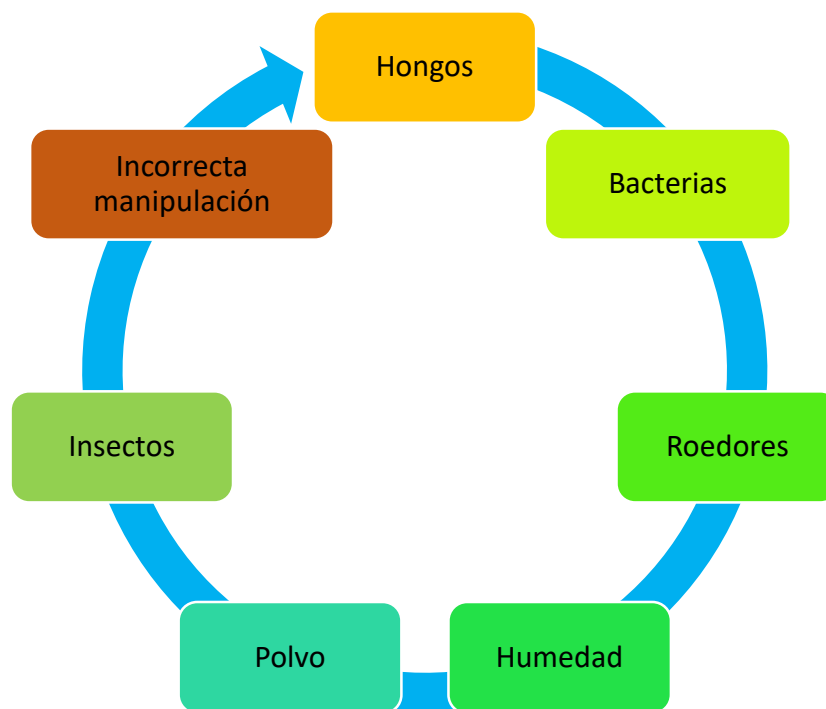 Hongos
Bacterias
Roedores
Humedad
Polvo
Insectos
Incorrecta
manipulación